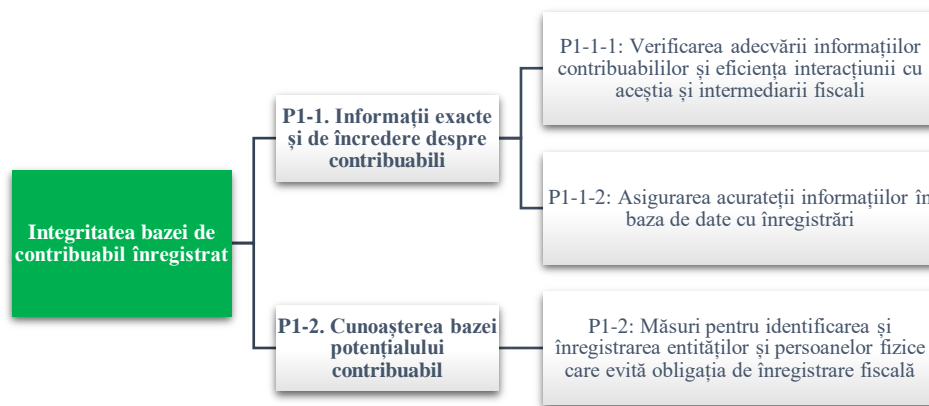 Integritatea bazei de
contribuabil înregistrat
P1-1. Informații exacte
și de încredere despre
contribuabili
P1-1-1: Verificarea adecvării informațiilor
contribuabililor și eficiența interacțiunii cu
aceștia și intermediarii fiscali
P1-1-2: Asigurarea acurateții informațiilor în
baza de date cu înregistrări
P1-2. Cunoașterea bazei
potențialului
contribuabil
P1-2: Măsuri pentru identificarea și
înregistrarea entităților și persoanelor fizice
care evită obligația de înregistrare fiscală